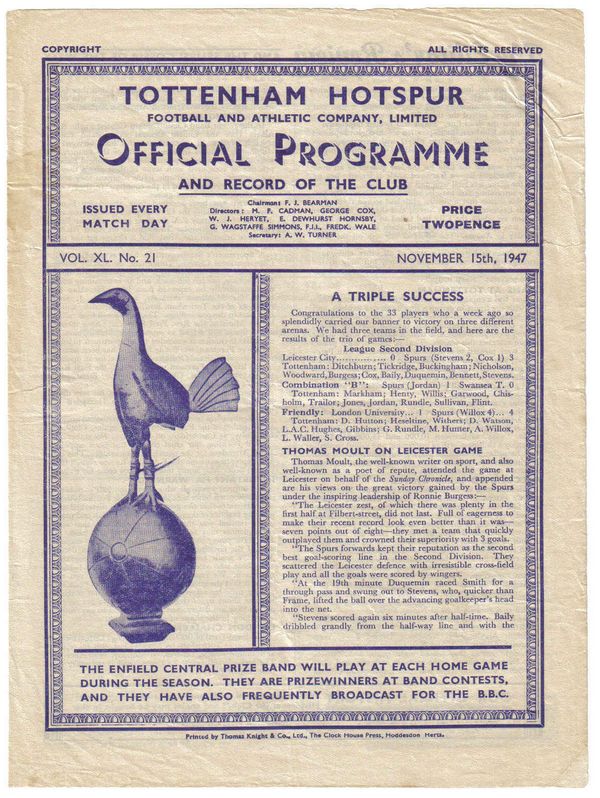 COPYRIGHT
ALL RIGHTS RESERVED
TOTTENHAM HOTSPUR
FOOTBALL AND ATHLETIC COMPANY, LIMITED
OFFICIAL PROGRAMME
AND RECORD OF THE CLUB
ISSUED EVERY
MATCH DAY
Chairman: F. J. BEARMAN
Directors: M. F. CADMAN, GEORGE COX,
W. J. HERYET, E. DEWHURST HORNSBY,
G. WAGSTAFFE SIMMONS, F.J.I., FREDK. WALE
Secretary: A. W. TURNER
PRICE
TWOPENCE
VOL. XL. No. 21
NOVEMBER 15th, 1947
A TRIPLE SUCCESS
Congratulations to the 33 players who a week ago so
splendidly carried our banner to victory on three different
arenas. We had three teams in the field, and here are the
results of the trio of games:—
League Second Division
Leicester City............... 0 Spurs (Stevens 2, Cox 1) 3
Tottenham: Ditchburn; Tickridge, Buckingham; Nicholson,
Woodward, Burgess; Cox, Baily, Duquemin, Bennett, Stevens.
Combination "B": Spurs (Jordan) 1 Swansea T. 0
Tottenham: Markham; Henty, Willis; Garwood, Chis-
holm, Trailor; Jones, Jordan, Rundle, Sullivan, Flint.
Friendly: London University... 1 Spurs (Willox 4)... 4
Tottenham: D. Hutton; Heseltine, Withers; D. Watson,
L.A.C. Hughes, Gibbins; G. Rundle, M. Hunter, A. Willox,
L. Waller, S. Cross.
THOMAS MOULT ON LEICESTER GAME
Thomas Moult, the well-known writer on sport, and also
well-known as a poet of repute, attended the game at
Leicester on behalf of the Sunday Chronicle, and appended
are his views on the great victory gained by the Spurs
under the inspiring leadership of Ronnie Burgess:—
"The Leicester zest, of which there was plenty in the
first half at Filbert-street, did not last. Full of eagerness to
make their recent record look even better than it was—
seven points out of eight—they met a team that quickly
outplayed them and crowned their superiority with 3 goals.
"The Spurs forwards kept their reputation as the second
best goal-scoring line in the Second Division. They
scattered the Leicester defence with irresistible cross-field
play and all the goals were scored by wingers.
"At the 19th minute Duquemin raced Smith for a
through pass and swung out to Stevens, who, quicker than
Frame, lifted the ball over the advancing goalkeeper's head
into the net.
"Stevens scored again six minutes after half-time. Baily
dribbled grandly from the half-way line and with the
THE ENFIELD CENTRAL PRIZE BAND WILL PLAY AT EACH HOME GAME
DURING THE SEASON. THEY ARE PRIZEWINNERS AT BAND CONTESTS,
AND THEY HAVE ALSO FREQUENTLY BROADCAST FOR THE B.B.C.
Printed by Thomas Knight & Co., Ltd., The Clock House Press, Hoddesdon Herts.